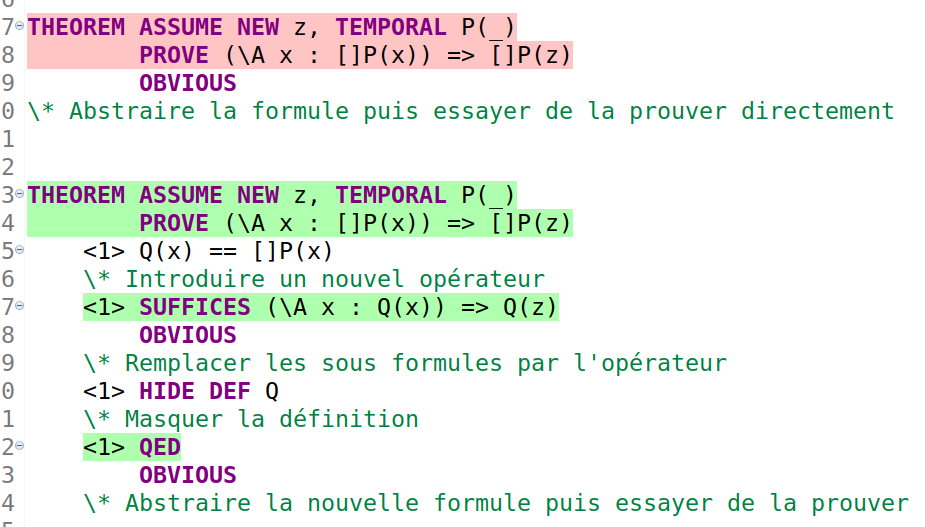 7 THEOREM ASSUME NEW z, TEMPORAL P(_)
8 PROVE (\A x : []P(x)) => []P(z)
9 OBVIOUS
0 \* Abstraire la formule puis essayer de la prouver directement
1
2
3 THEOREM ASSUME NEW z, TEMPORAL P(_)
4 PROVE (\A x : []P(x)) => []P(z)
5 <1> Q(x) == []P(x)
6 \* Introduire un nouvel opérateur
7 <1> SUFFICES (\A x : Q(x)) => Q(z)
8 OBVIOUS
9 \* Remplacer les sous formules par l'opérateur
0 <1> HIDE DEF Q
1 \* Masquer la définition
2 <1> QED
3 OBVIOUS
4 \* Abstraire la nouvelle formule puis essayer de la prouver